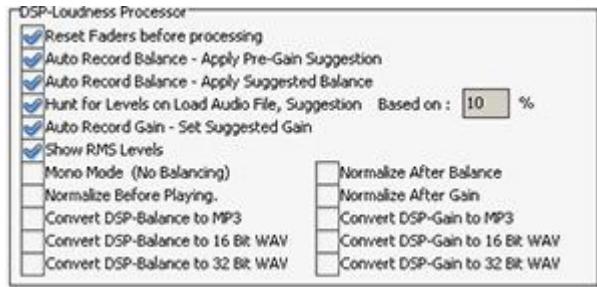 DSP-Loudness Processor
Reset Faders before processing
Auto Record Balance - Apply Pre-Gain Suggestion
Auto Record Balance - Apply Suggested Balance
Hunt for Levels on Load Audio File, Suggestion Based on : 10 %
Auto Record Gain - Set Suggested Gain
Show RMS Levels
Mono Mode (No Balancing) Normalize After Balance
Normalize Before Playing. Normalize After Gain
Convert DSP-Balance to MP3 Convert DSP-Gain to MP3
Convert DSP-Balance to 16 Bit WAV Convert DSP-Gain to 16 Bit WAV
Convert DSP-Balance to 32 Bit WAV Convert DSP-Gain to 32 Bit WAV